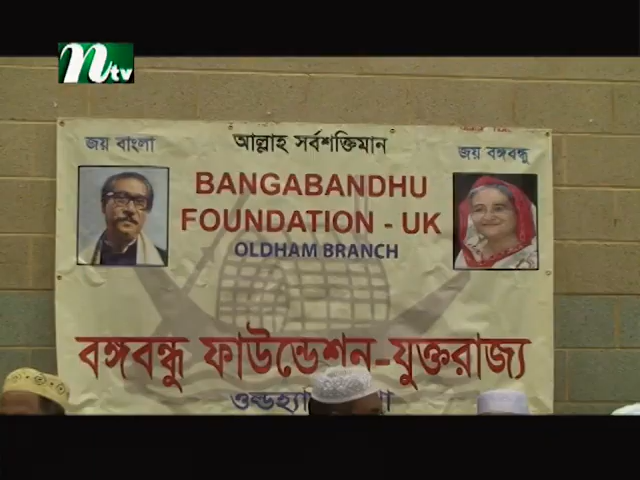 ntv
জয় বাংলা
আল্লাহ সর্বশক্তিমান
জয় বঙ্গবন্ধু
BANGABANDHU
FOUNDATION - UK
OLDHAM BRANCH
বঙ্গবন্ধু ফাউন্ডেশন-যুক্তরাজ্য